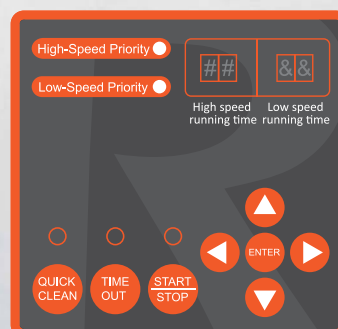 High-Speed Priority
Low-Speed Priority
##
&&
High speed
running time
Low speed
running time
QUICK
CLEAN
TIME
OUT
START
STOP
ENTER